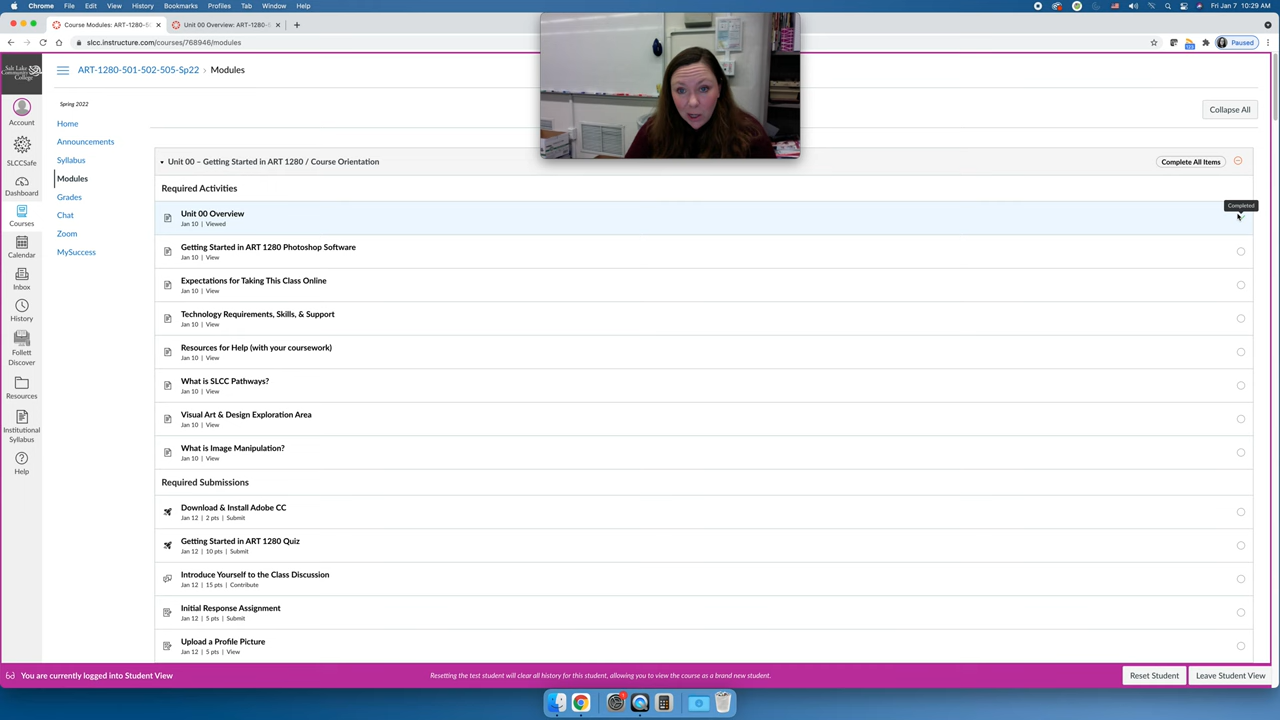 Chrome File Edit View History Bookmarks Profiles Tab Window Help
Fri Jan 7 10:29 AM
Course Modules: ART-1280-5
Unit 00 Overview: ART-1280-5
slcc.instructure.com/courses/768946/modules
Paused
Salt Lake Community College
ART-1280-501-502-505-Sp22 › Modules
Spring 2022
Collapse All
Account
SLCCSafe
Dashboard
Courses
Calendar
Inbox
History
Follett Discover
Resources
Institutional Syllabus
Help
Home
Announcements
Syllabus
Modules
Grades
Chat
Zoom
MySuccess
Unit 00 – Getting Started in ART 1280 / Course Orientation
Complete All Items
Required Activities
Completed
Unit 00 Overview
Jan 10 | Viewed
Getting Started in ART 1280 Photoshop Software
Jan 10 | View
Expectations for Taking This Class Online
Jan 10 | View
Technology Requirements, Skills, & Support
Jan 10 | View
Resources for Help (with your coursework)
Jan 10 | View
What is SLCC Pathways?
Jan 10 | View
Visual Art & Design Exploration Area
Jan 10 | View
What is Image Manipulation?
Jan 10 | View
Required Submissions
Download & Install Adobe CC
Jan 12 | 2 pts | Submit
Getting Started in ART 1280 Quiz
Jan 12 | 10 pts | Submit
Introduce Yourself to the Class Discussion
Jan 12 | 15 pts | Contribute
Initial Response Assignment
Jan 12 | 5 pts | Submit
Upload a Profile Picture
Jan 12 | 5 pts | View
You are currently logged into Student View
Resetting the test student will clear all history for this student, allowing you to view the course as a brand new student.
Reset Student
Leave Student View